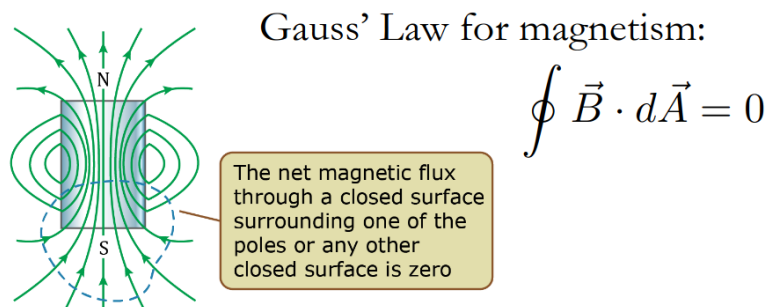 Gauss’ Law for magnetism:
∮ B⃗ · dA⃗ = 0
N
The net magnetic flux
through a closed surface
surrounding one of the
poles or any other
closed surface is zero
S